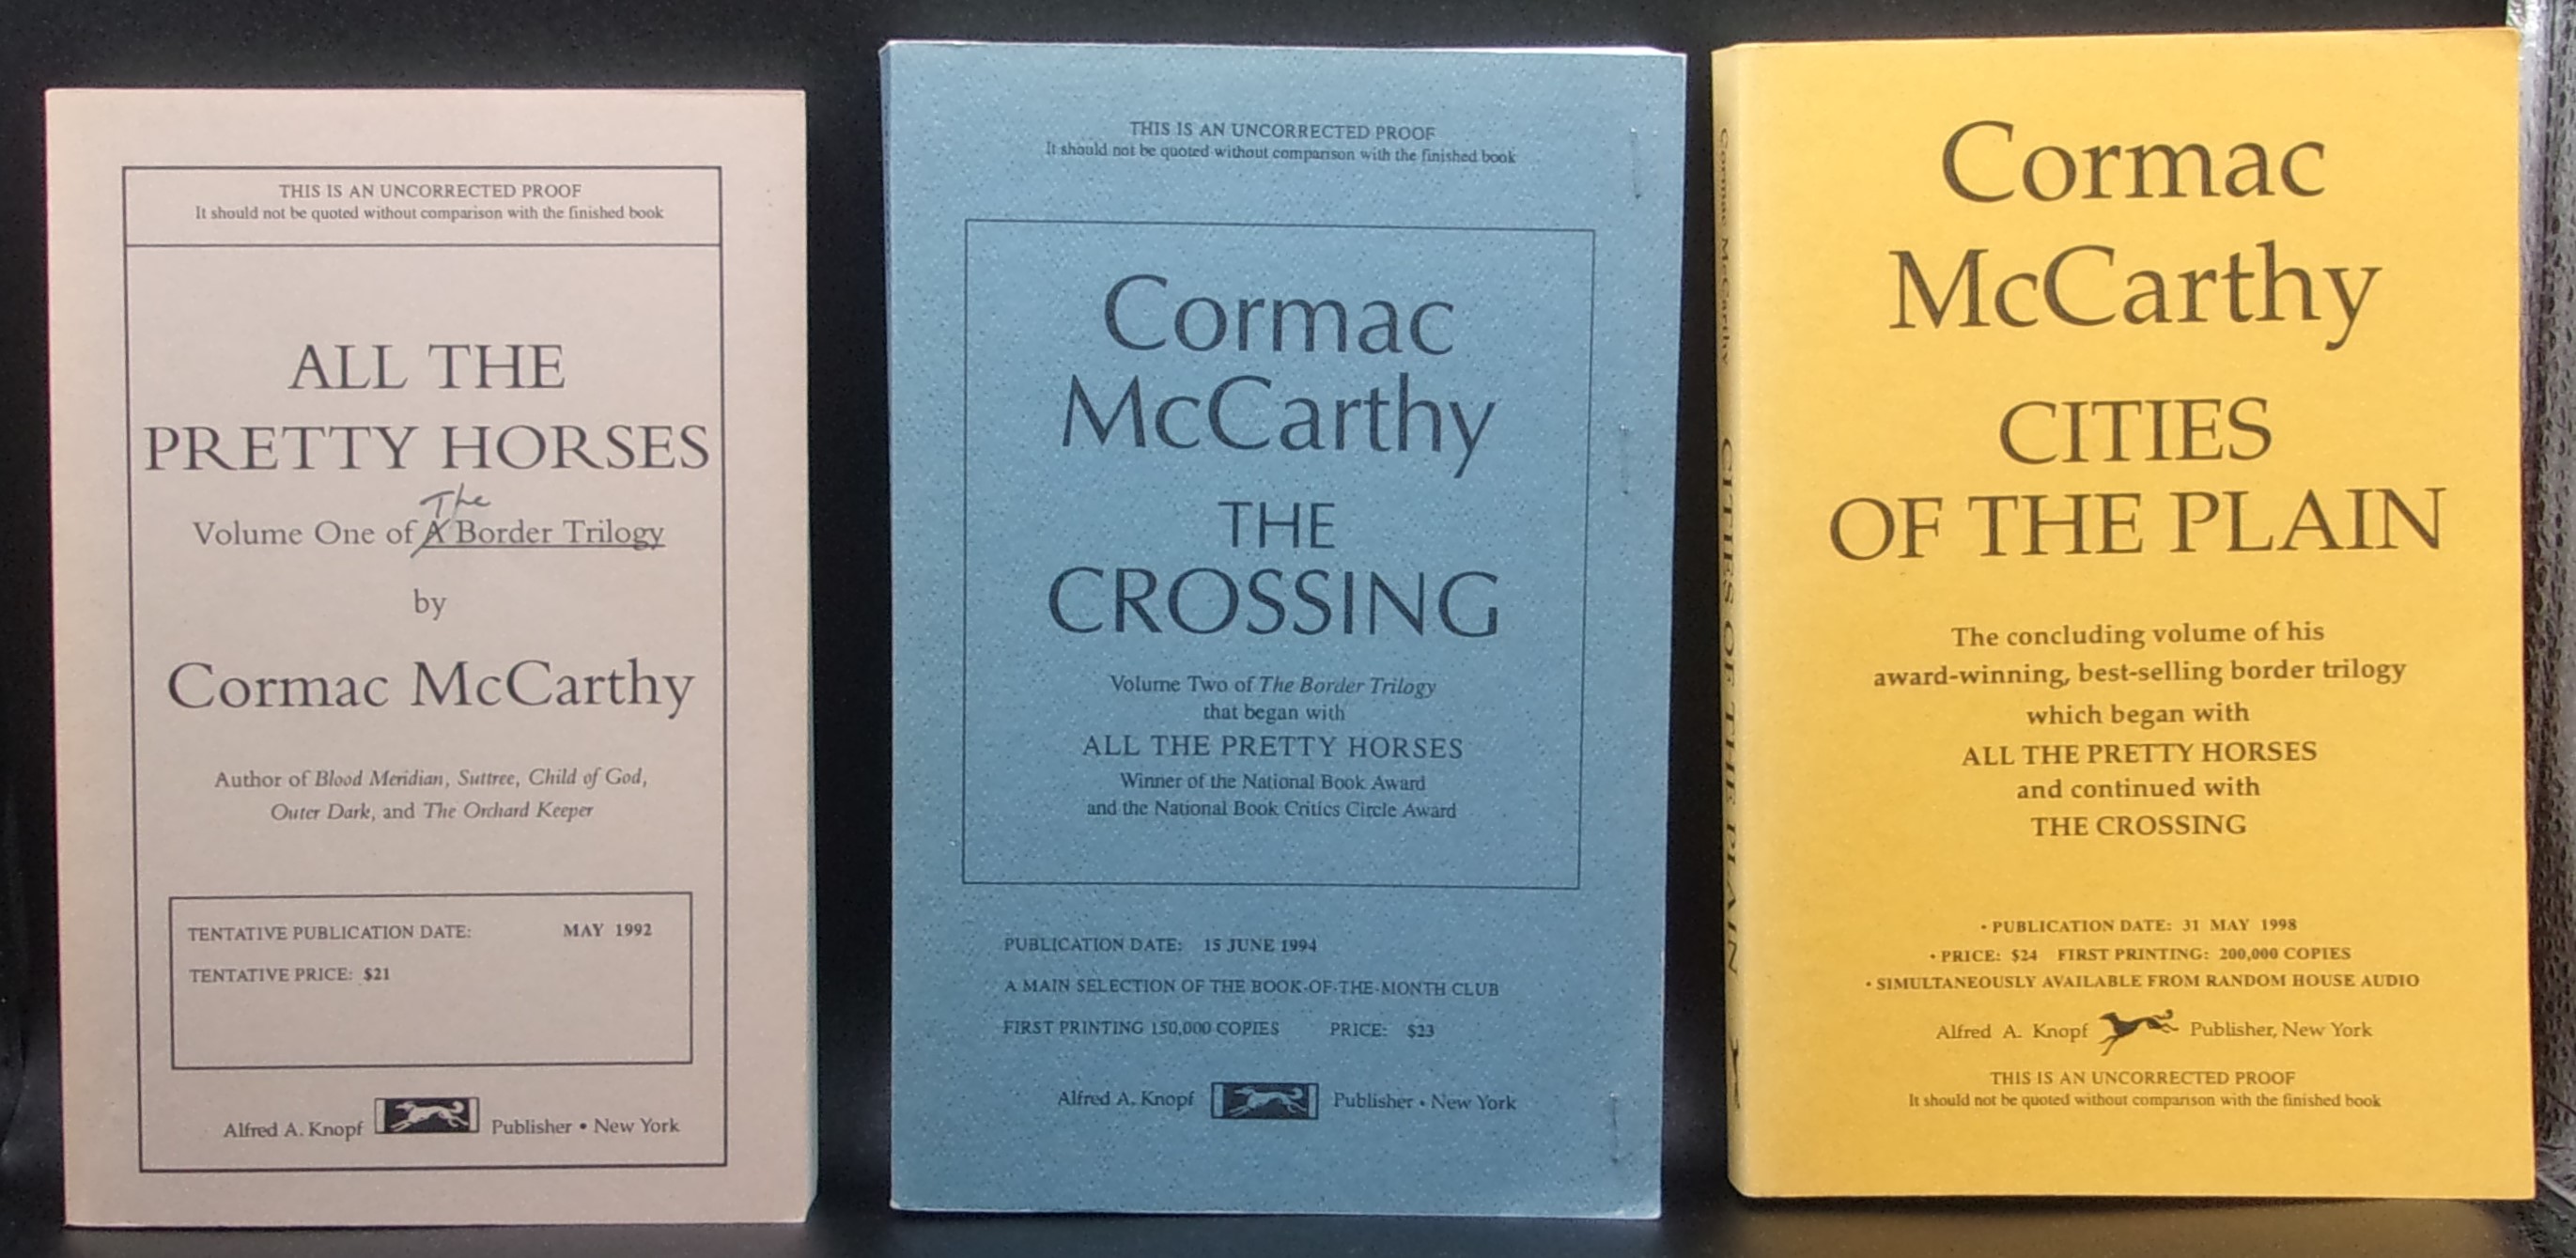 THIS IS AN UNCORRECTED PROOF
It should not be quoted without comparison with the finished book
ALL THE
PRETTY HORSES
The
Volume One of A Border Trilogy
by
Cormac McCarthy
Author of Blood Meridian, Suttree, Child of God,
Outer Dark, and The Orchard Keeper
TENTATIVE PUBLICATION DATE: MAY 1992
TENTATIVE PRICE: $21
Alfred A. Knopf Publisher • New York
THIS IS AN UNCORRECTED PROOF
It should not be quoted without comparison with the finished book
Cormac
McCarthy
THE
CROSSING
Volume Two of The Border Trilogy
that began with
ALL THE PRETTY HORSES
Winner of the National Book Award
and the National Book Critics Circle Award
PUBLICATION DATE: 15 JUNE 1994
A MAIN SELECTION OF THE BOOK-OF-THE-MONTH CLUB
FIRST PRINTING 150,000 COPIES PRICE: $23
Alfred A. Knopf Publisher • New York
Cormac McCarthy CITIES OF THE PLAIN
Cormac
McCarthy
CITIES
OF THE PLAIN
The concluding volume of his
award-winning, best-selling border trilogy
which began with
ALL THE PRETTY HORSES
and continued with
THE CROSSING
• PUBLICATION DATE: 31 MAY 1998
• PRICE: $24 FIRST PRINTING: 200,000 COPIES
• SIMULTANEOUSLY AVAILABLE FROM RANDOM HOUSE AUDIO
Alfred A. Knopf Publisher, New York
THIS IS AN UNCORRECTED PROOF
It should not be quoted without comparison with the finished book